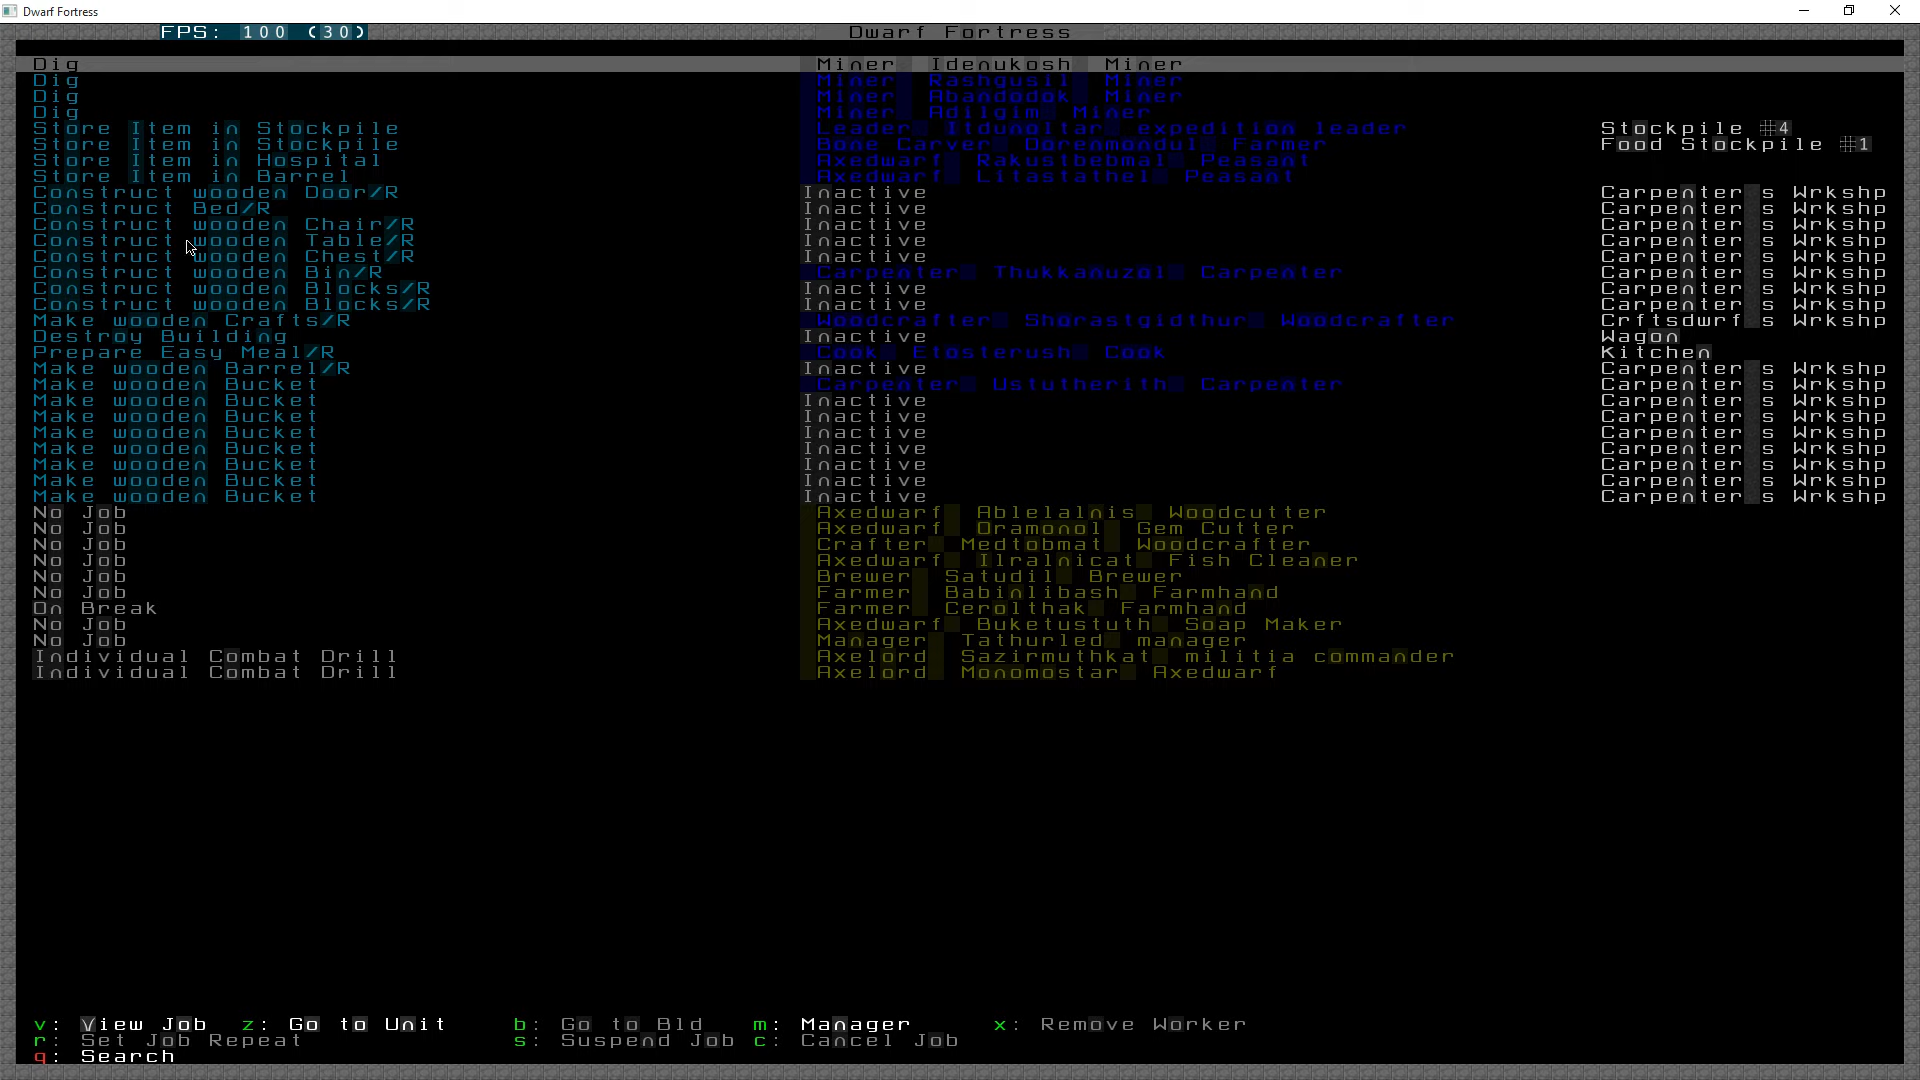 Dwarf Fortress
FPS: 100 (30) Dwarf Fortress
Dig Miner Idenukosh Miner
Dig Miner Rashgusil Miner
Dig Miner Abandodok Miner
Dig Miner Adilgim Miner
Store Item in Stockpile Leader Itdunoltar expedition leader Stockpile #4
Store Item in Stockpile Bone Carver Dorenmondul Farmer Food Stockpile #1
Store Item in Hospital Axedwarf Rakustbebmal Peasant
Store Item in Barrel Axedwarf Litastathel Peasant
Construct wooden Door/R Inactive Carpenter s Wrkshp
Construct Bed/R Inactive Carpenter s Wrkshp
Construct wooden Chair/R Inactive Carpenter s Wrkshp
Construct wooden Table/R Inactive Carpenter s Wrkshp
Construct wooden Chest/R Inactive Carpenter s Wrkshp
Construct wooden Bin/R Carpenter Thukkanuzol Carpenter Carpenter s Wrkshp
Construct wooden Blocks/R Inactive Carpenter s Wrkshp
Construct wooden Blocks/R Inactive Carpenter s Wrkshp
Make wooden Crafts/R Woodcrafter Shorastgidthur Woodcrafter Crftsdwrf s Wrkshp
Destroy Building Inactive Wagon
Prepare Easy Meal/R Cook Etosterush Cook Kitchen
Make wooden Barrel/R Inactive Carpenter s Wrkshp
Make wooden Bucket Carpenter Ustutherith Carpenter Carpenter s Wrkshp
Make wooden Bucket Inactive Carpenter s Wrkshp
Make wooden Bucket Inactive Carpenter s Wrkshp
Make wooden Bucket Inactive Carpenter s Wrkshp
Make wooden Bucket Inactive Carpenter s Wrkshp
Make wooden Bucket Inactive Carpenter s Wrkshp
Make wooden Bucket Inactive Carpenter s Wrkshp
Make wooden Bucket Inactive Carpenter s Wrkshp
No Job Axedwarf Ablelalnis Woodcutter
No Job Axedwarf Oramonol Gem Cutter
No Job Crafter Medtobmat Woodcrafter
No Job Axedwarf Ilralnicat Fish Cleaner
No Job Brewer Satudil Brewer
No Job Farmer Babinlibash Farmhand
On Break Farmer Cerolthak Farmhand
No Job Axedwarf Buketustuth Soap Maker
No Job Manager Tathurled manager
Individual Combat Drill Axelord Sazirmuthkat militia commander
Individual Combat Drill Axelord Monomostar Axedwarf
v: View Job z: Go to Unit b: Go to Bld m: Manager x: Remove Worker
r: Set Job Repeat s: Suspend Job c: Cancel Job
q: Search